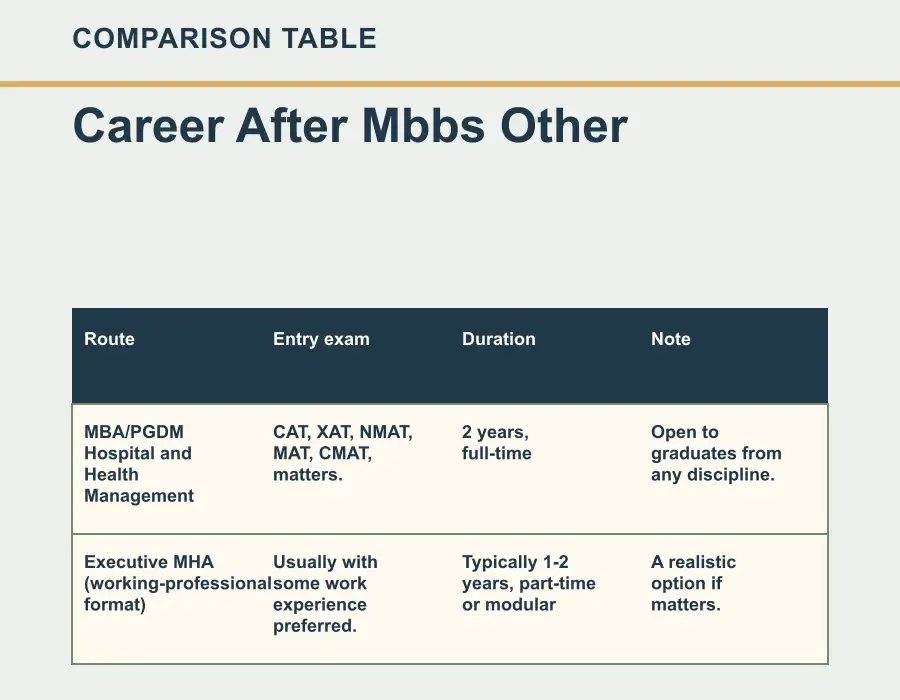 COMPARISON TABLE
Career After Mbbs Other
Route Entry exam Duration Note
MBA/PGDM
Hospital and
Health
Management
CAT, XAT, NMAT,
MAT, CMAT,
matters.
2 years,
full-time
Open to
graduates from
any discipline.
Executive MHA
(working-professional
format)
Usually with
some work
experience
preferred.
Typically 1-2
years, part-time
or modular
A realistic
option if
matters.